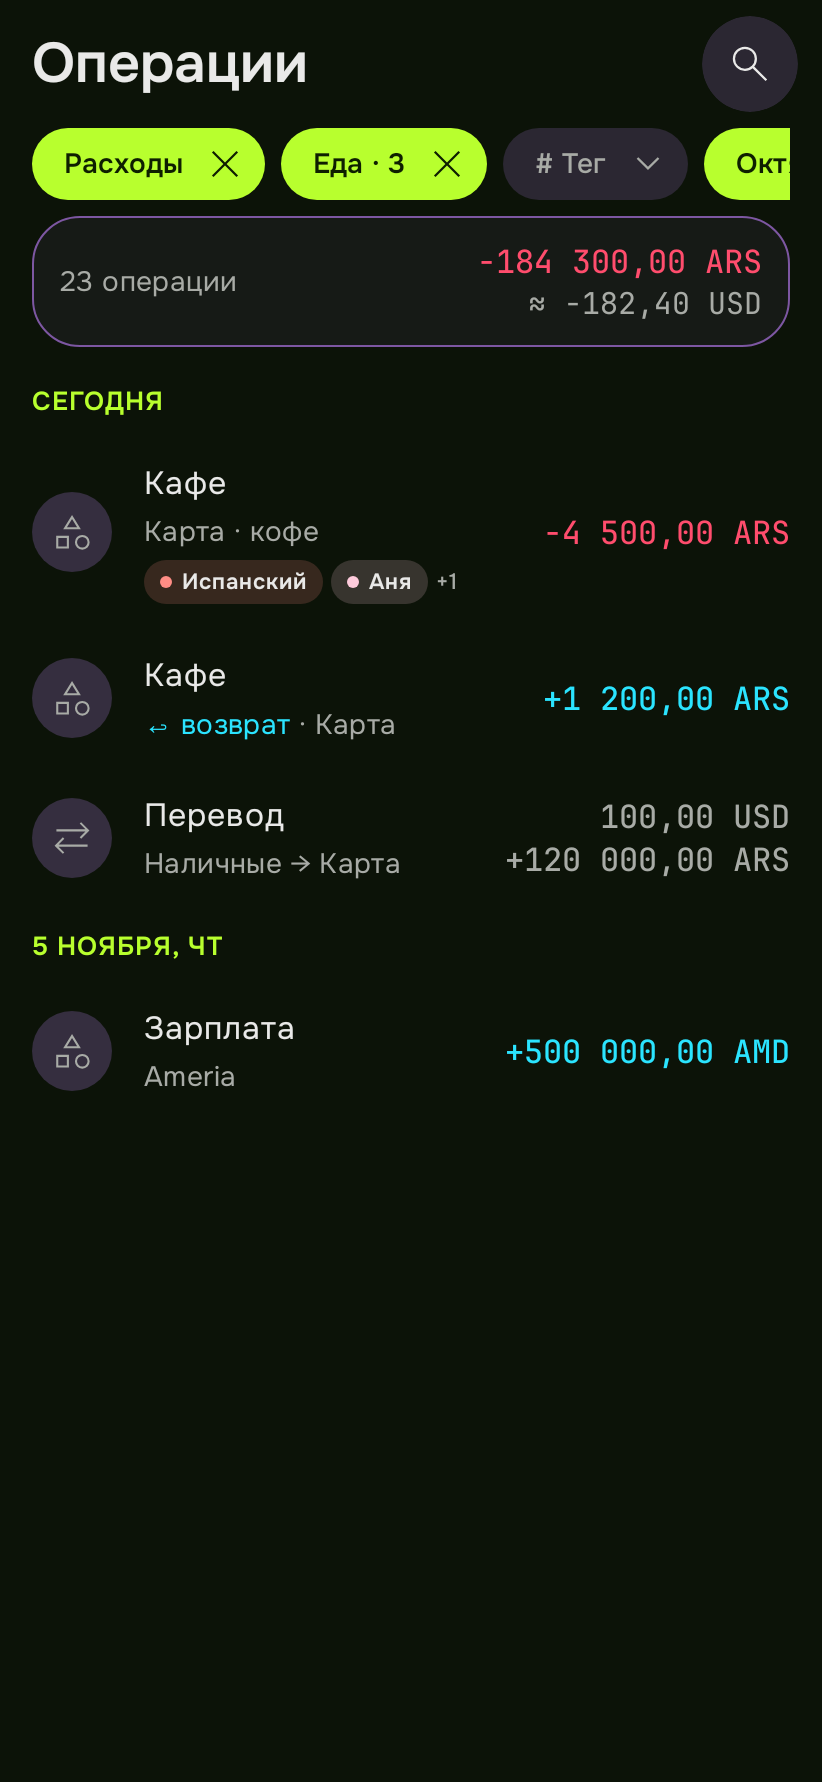 Операции
Расходы
Еда · 3
# Тег
23 операции
-184 300,00 ARS
≈ -182,40 USD
СЕГОДНЯ
Кафе
Карта · кофе
-4 500,00 ARS
Испанский
Аня
+1
Кафе
↩ возврат · Карта
+1 200,00 ARS
Перевод
Наличные → Карта
100,00 USD
+120 000,00 ARS
5 НОЯБРЯ, ЧТ
Зарплата
Ameria
+500 000,00 AMD